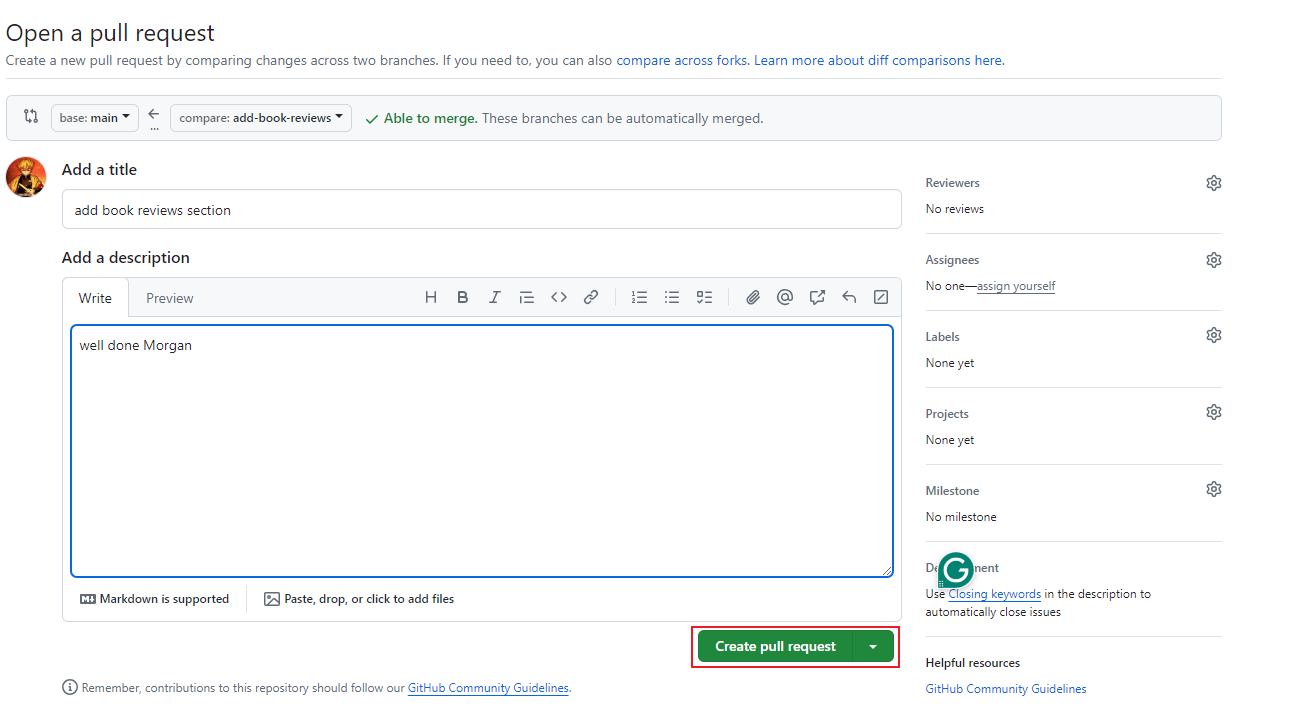 Open a pull request
Create a new pull request by comparing changes across two branches. If you need to, you can also compare across forks. Learn more about diff comparisons here.
base: main
...
compare: add-book-reviews
Able to merge. These branches can be automatically merged.
Add a title
add book reviews section
Add a description
Write
Preview
well done Morgan
Markdown is supported
Paste, drop, or click to add files
Create pull request
Remember, contributions to this repository should follow our GitHub Community Guidelines.
Reviewers
No reviews
Assignees
No one—assign yourself
Labels
None yet
Projects
None yet
Milestone
No milestone
Use Closing keywords in the description to
automatically close issues
Helpful resources
GitHub Community Guidelines